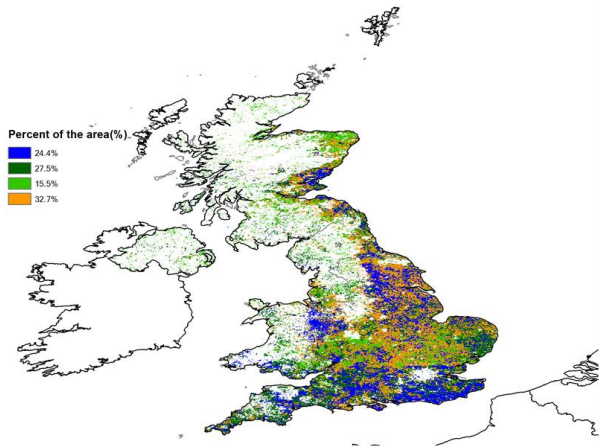 Percent of the area(%)
24.4%
27.5%
15.5%
32.7%